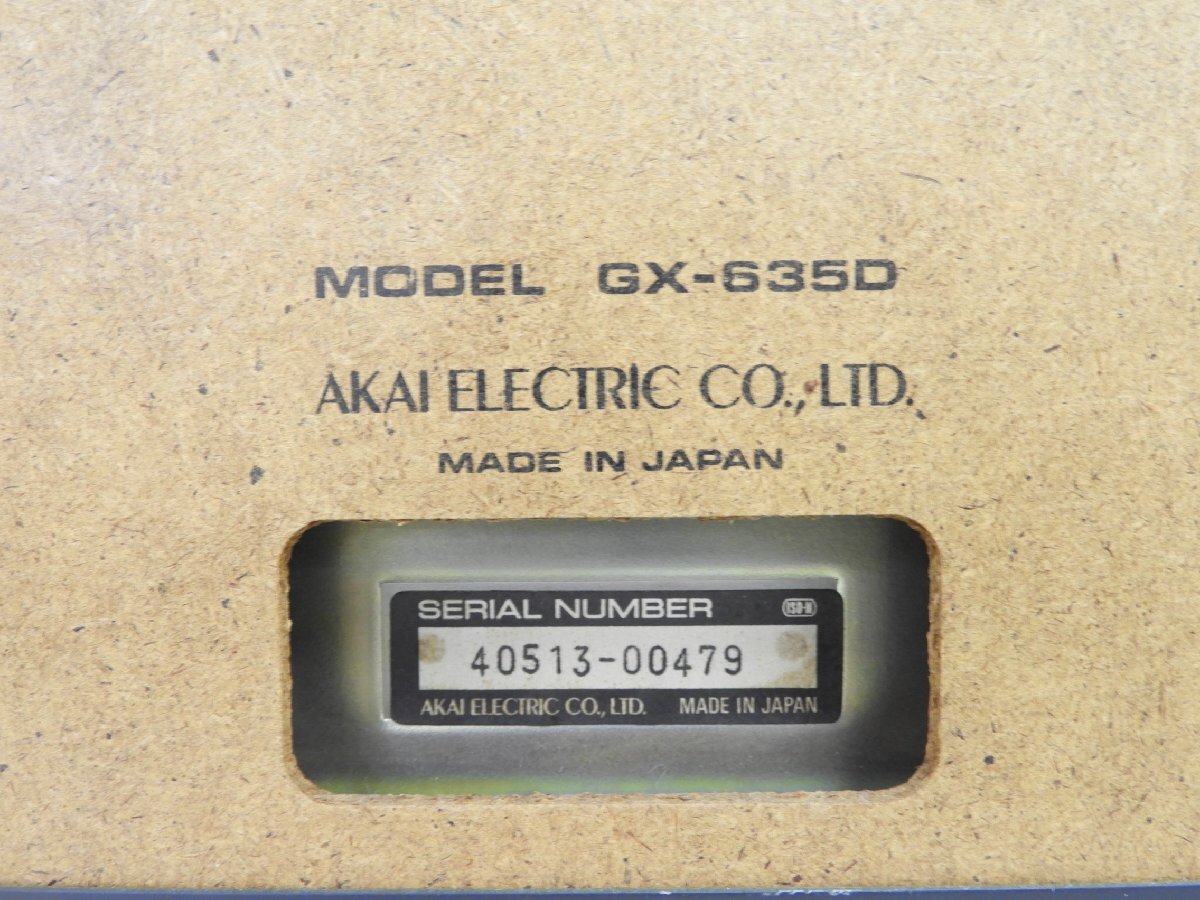 MODEL GX-635D
AKAI ELECTRIC CO., LTD.
MADE IN JAPAN
SERIAL NUMBER
40513-00479
AKAI ELECTRIC CO., LTD. MADE IN JAPAN